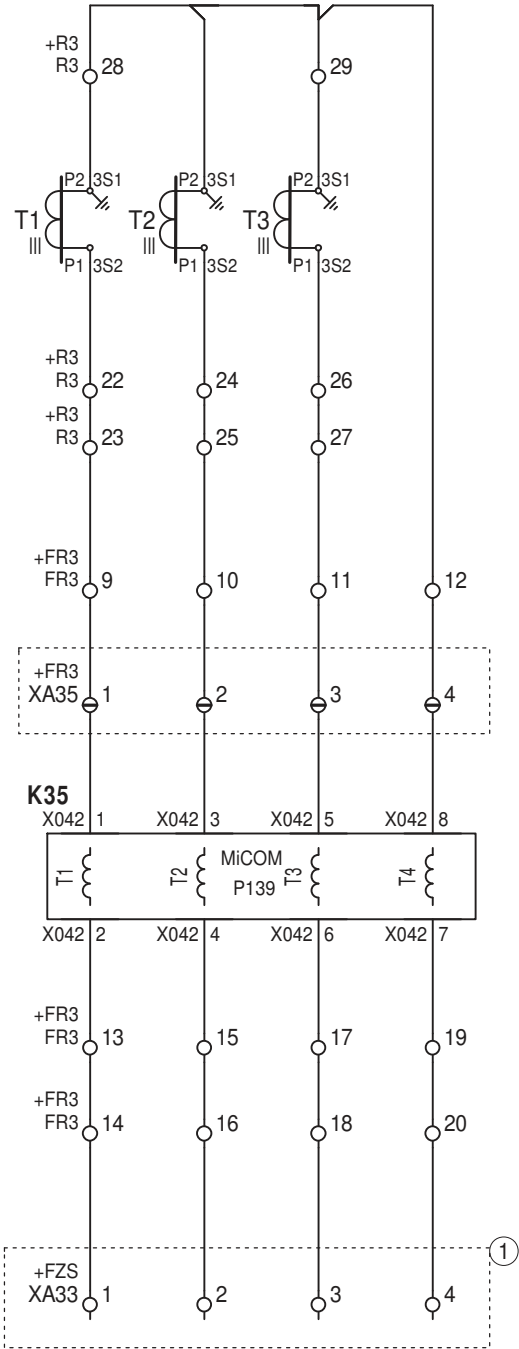 +R3
R3 28 29
P2 3S1 P2 3S1 P2 3S1
T1 T2 T3
III III III
P1 3S2 P1 3S2 P1 3S2
+R3
R3 22 24 26
+R3
R3 23 25 27
+FR3
FR3 9 10 11 12
+FR3
XA35 1 2 3 4
K35
X042 1 X042 3 X042 5 X042 8
T1 T2 MiCOM T3 T4
P139
X042 2 X042 4 X042 6 X042 7
+FR3
FR3 13 15 17 19
+FR3
FR3 14 16 18 20
1
+FZS
XA33 1 2 3 4